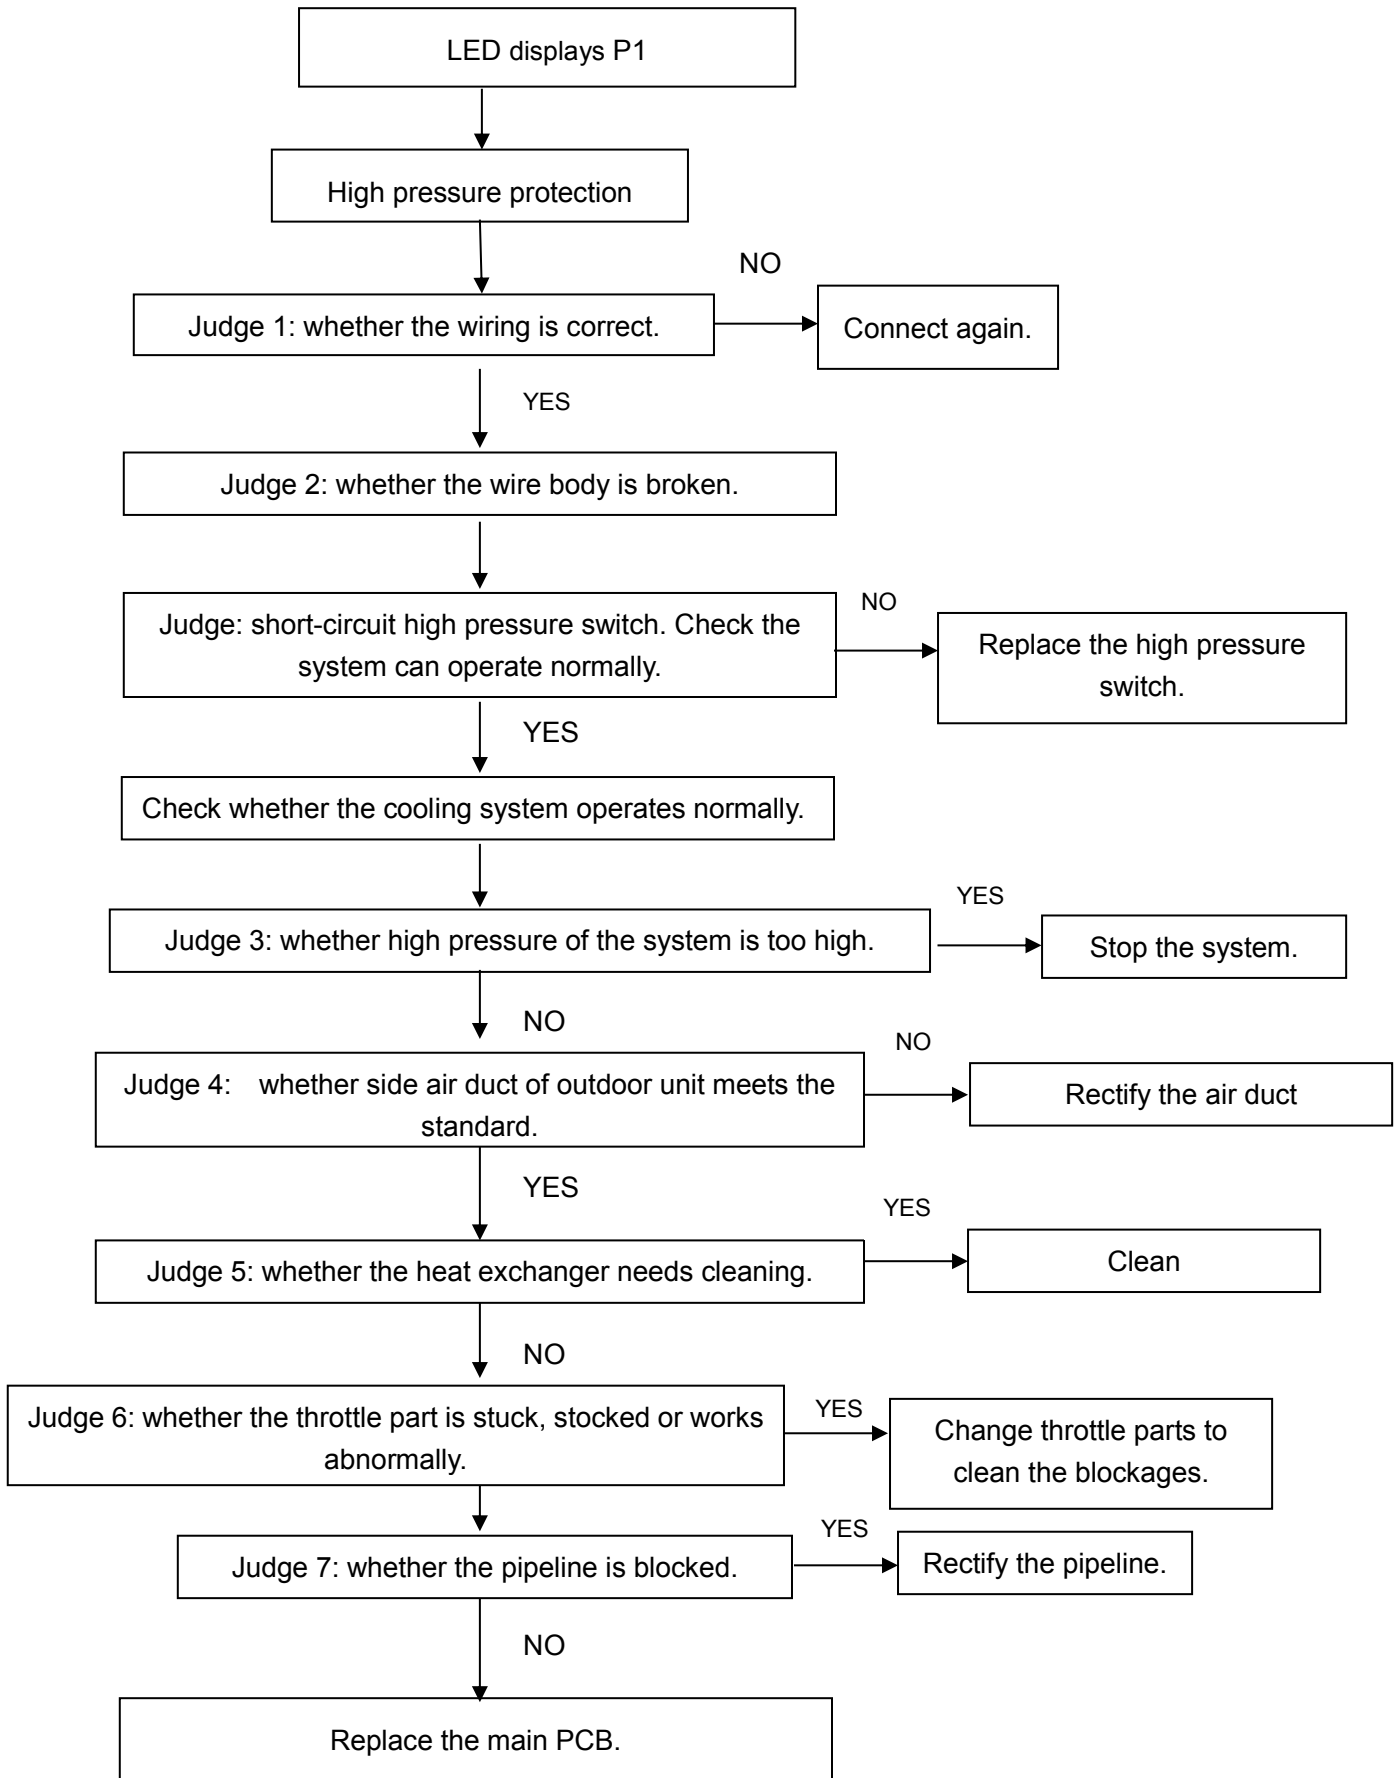 LED displays P1
High pressure protection
NO
Judge 1: whether the wiring is correct.
Connect again.
YES
Judge 2: whether the wire body is broken.
Judge: short-circuit high pressure switch. Check the
system can operate normally.
NO
Replace the high pressure
switch.
YES
Check whether the cooling system operates normally.
Judge 3: whether high pressure of the system is too high.
YES
Stop the system.
NO
Judge 4: whether side air duct of outdoor unit meets the
standard.
NO
Rectify the air duct
YES
Judge 5: whether the heat exchanger needs cleaning.
YES
Clean
NO
Judge 6: whether the throttle part is stuck, stocked or works
abnormally.
YES
Change throttle parts to
clean the blockages.
Judge 7: whether the pipeline is blocked.
YES
Rectify the pipeline.
NO
Replace the main PCB.